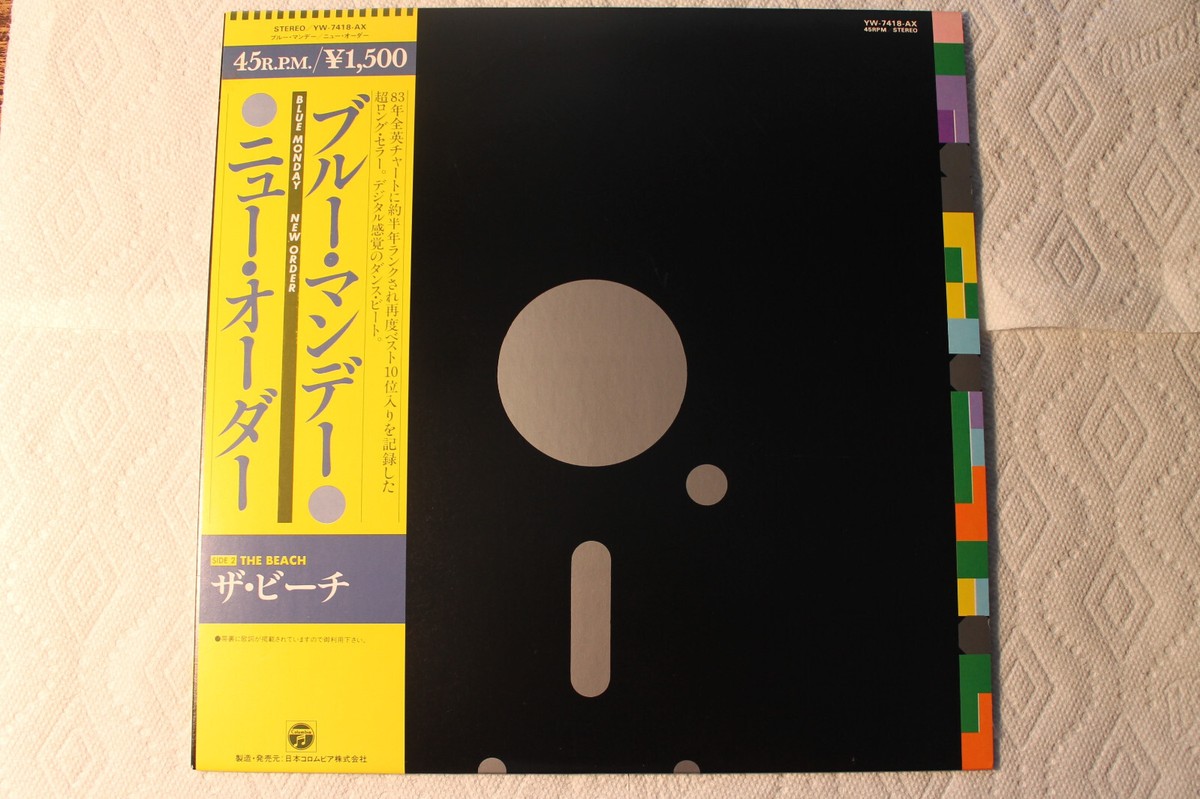 STEREO / YW-7418-AX
ブルー・マンデー/ニュー・オーダー
45R.P.M./¥1,500
83年全英チャートに約半年ランクされ再度ベスト10位入りを記録した
超ロング・セラー。デジタル感覚のダンス・ビート。
ブルー・マンデー●
BLUE MONDAY NEW ORDER
●ニュー・オーダー
SIDE 2 THE BEACH
ザ・ビーチ
製造・発売元:日本コロムビア株式会社
YW-7418-AX
45RPM STEREO